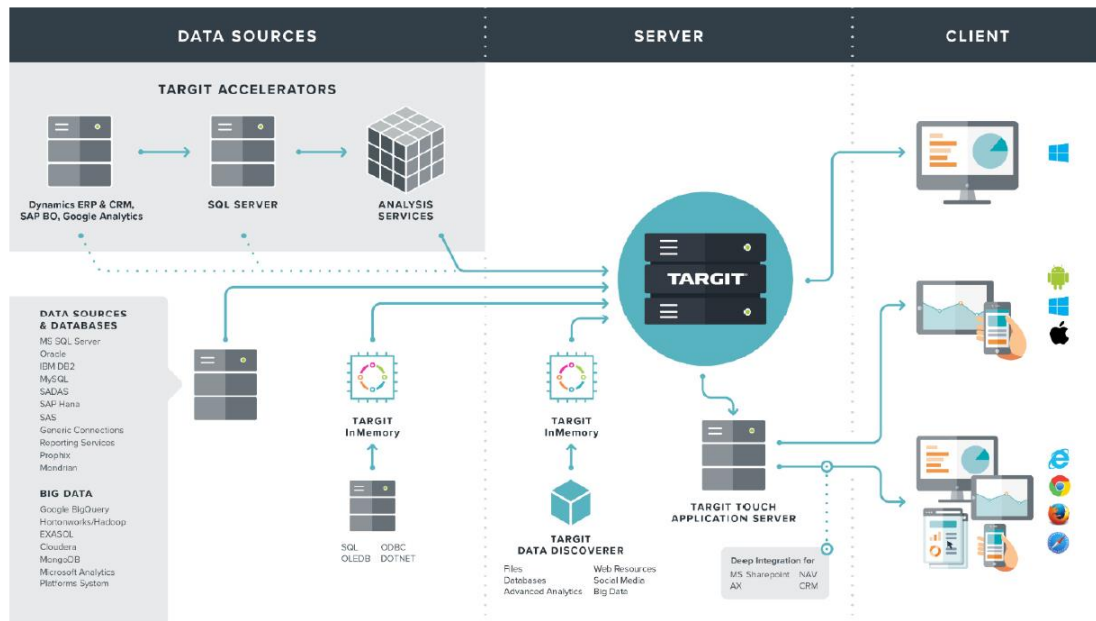 DATA SOURCES
SERVER
CLIENT
TARGIT ACCELERATORS
Dynamics ERP & CRM,
SAP BO, Google Analytics
SQL SERVER
ANALYSIS
SERVICES
DATA SOURCES
& DATABASES
MS SQL Server
Oracle
IBM DB2
MySQL
SADAS
SAP Hana
SAS
Generic Connections
Reporting Services
Prophix
Mondrian
BIG DATA
Google BigQuery
Hortonworks/Hadoop
EXASOL
Cloudera
MongoDB
Microsoft Analytics
Platforms System
TARGIT
InMemory
SQL ODBC
OLEDB DOTNET
TARGIT
TARGIT
InMemory
TARGIT
DATA DISCOVERER
Files Web Resources
Databases Social Media
Advanced Analytics Big Data
TARGIT TOUCH
APPLICATION SERVER
Deep Integration for
MS Sharepoint NAV
AX CRM